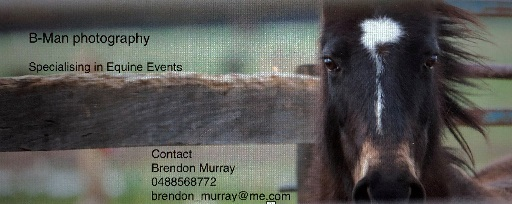 B-Man photography
Specialising in Equine Events
Contact
Brendon Murray
0488568772
brendon_murray@me.com